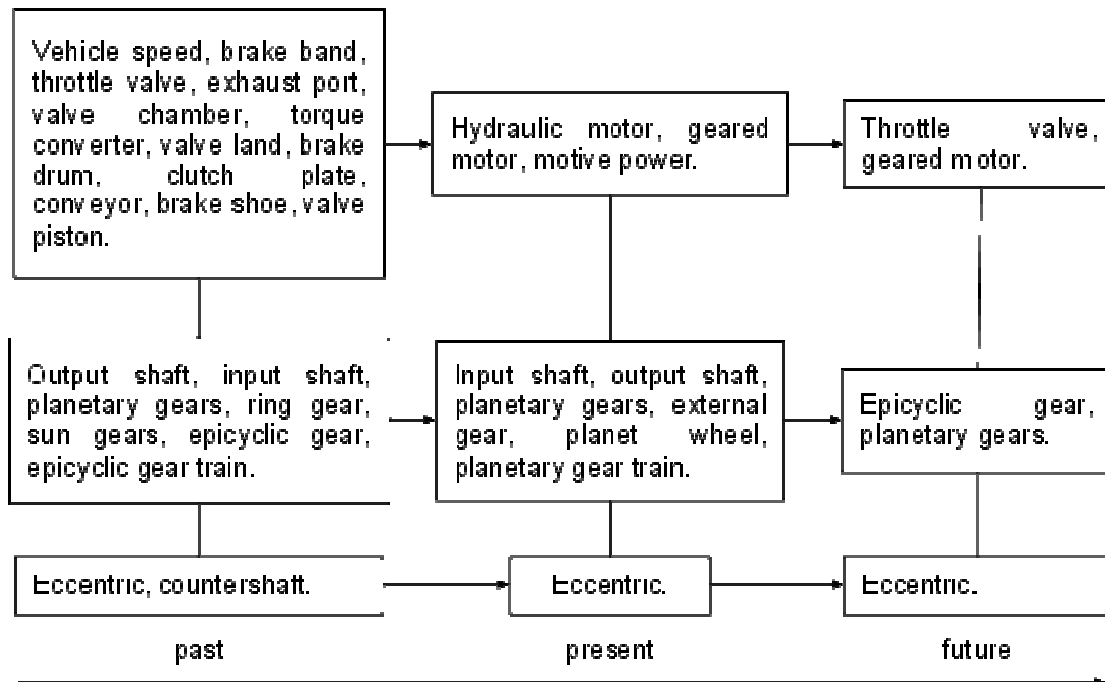 Vehicle speed, brake band,
throttle valve, exhaust port,
valve chamber, torque
converter, valve land, brake
drum, clutch plate,
conveyor, brake shoe, valve
piston.
Hydraulic motor, geared
motor, motive power.
Throttle valve,
geared motor.
Output shaft, input shaft,
planetary gears, ring gear,
sun gears, epicyclic gear,
epicyclic gear train.
Input shaft, output shaft,
planetary gears, external
gear, planet wheel,
planetary gear train.
Epicyclic gear,
planetary gears.
Eccentric, countershaft.
Eccentric.
Eccentric.
past
present
future